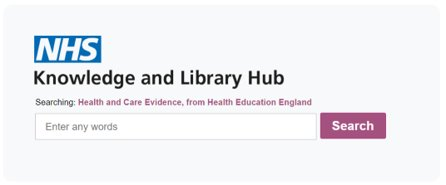 NHS
Knowledge and Library Hub
Searching: Health and Care Evidence, from Health Education England
Enter any words
Search